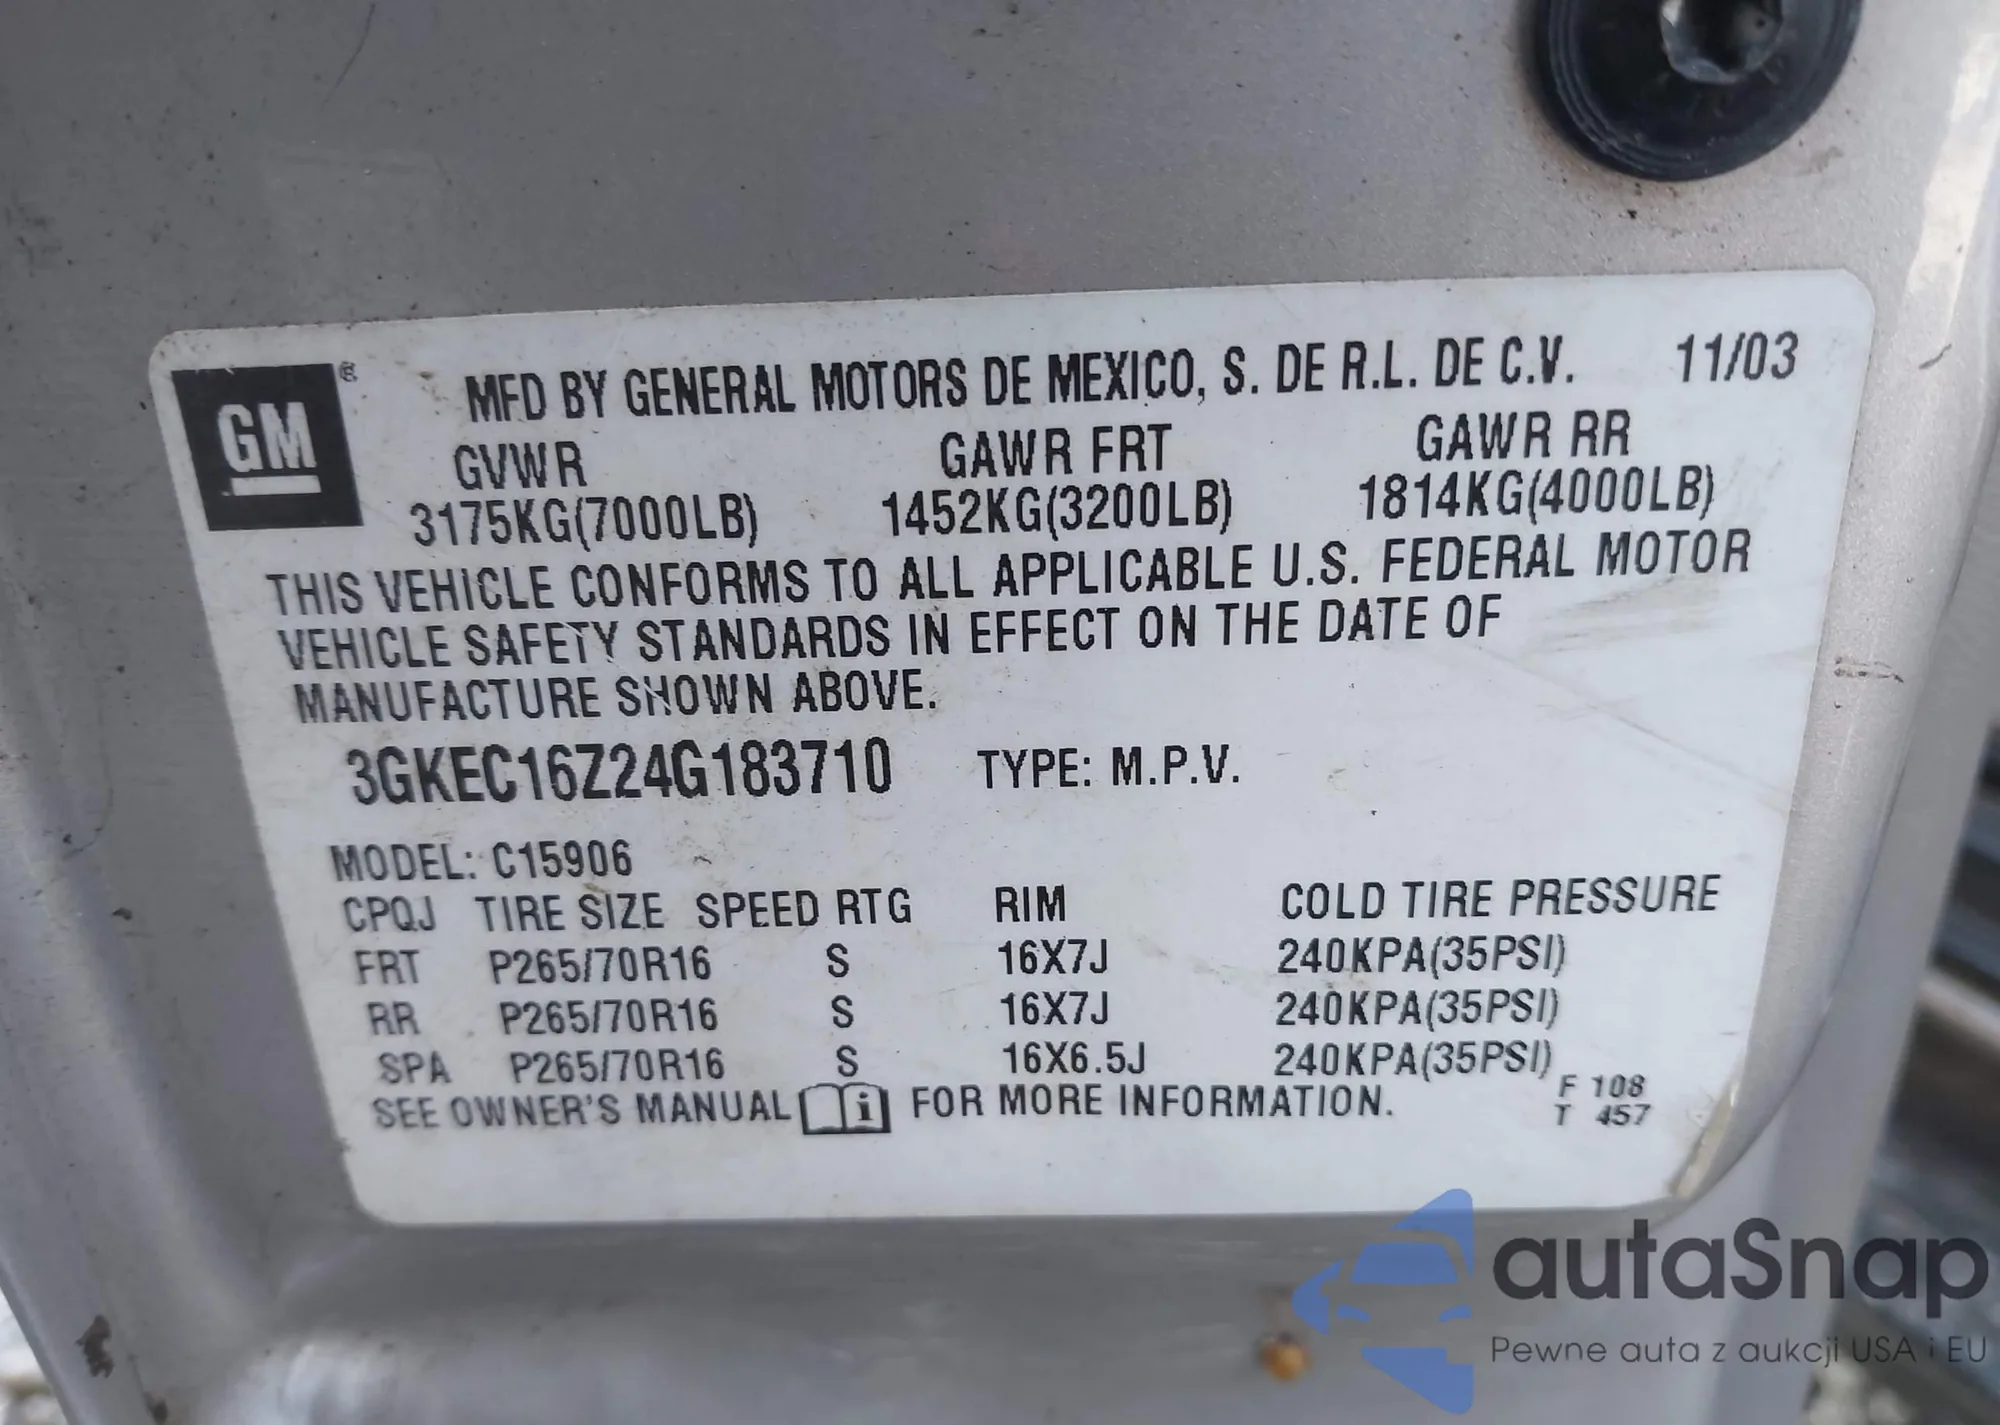 GM ®
MFD BY GENERAL MOTORS DE MEXICO, S. DE R.L. DE C.V. 11/03
GVWR GAWR FRT GAWR RR
3175KG(7000LB) 1452KG(3200LB) 1814KG(4000LB)
THIS VEHICLE CONFORMS TO ALL APPLICABLE U.S. FEDERAL MOTOR
VEHICLE SAFETY STANDARDS IN EFFECT ON THE DATE OF
MANUFACTURE SHOWN ABOVE.
3GKEC16Z24G183710 TYPE: M.P.V.
MODEL: C15906
CPQJ TIRE SIZE SPEED RTG RIM COLD TIRE PRESSURE
FRT P265/70R16 S 16X7J 240KPA(35PSI)
RR P265/70R16 S 16X7J 240KPA(35PSI)
SPA P265/70R16 S 16X6.5J 240KPA(35PSI)
SEE OWNER'S MANUAL i FOR MORE INFORMATION.
F 108
T 457
autaSnap
Pewne auta z aukcji USA i EU